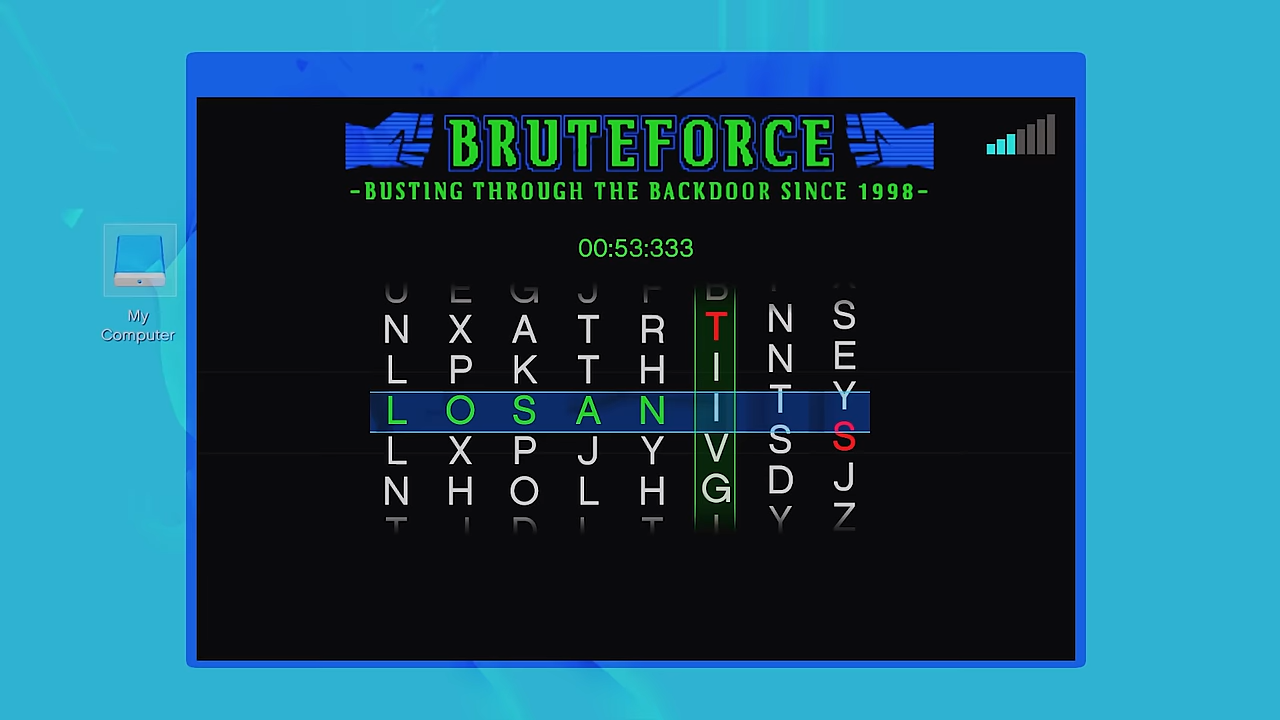 BRUTEFORCE
-BUSTING THROUGH THE BACKDOOR SINCE 1998-
00:53:333
U E G J F B
N X A T R T N S
L P K T H I N E
L O S A N I T Y
L X P J Y V S S
N H O L H G D J
Y Z
My
Computer